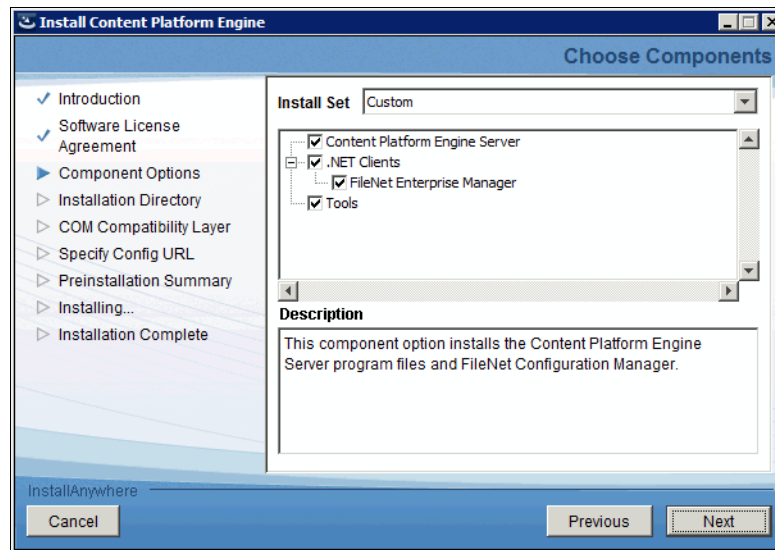 Install Content Platform Engine
Choose Components
Introduction
Software License
Agreement
Component Options
Installation Directory
COM Compatibility Layer
Specify Config URL
Preinstallation Summary
Installing...
Installation Complete
Install Set Custom
Content Platform Engine Server
.NET Clients
FileNet Enterprise Manager
Tools
Description
This component option installs the Content Platform Engine
Server program files and FileNet Configuration Manager.
InstallAnywhere
Cancel Previous Next